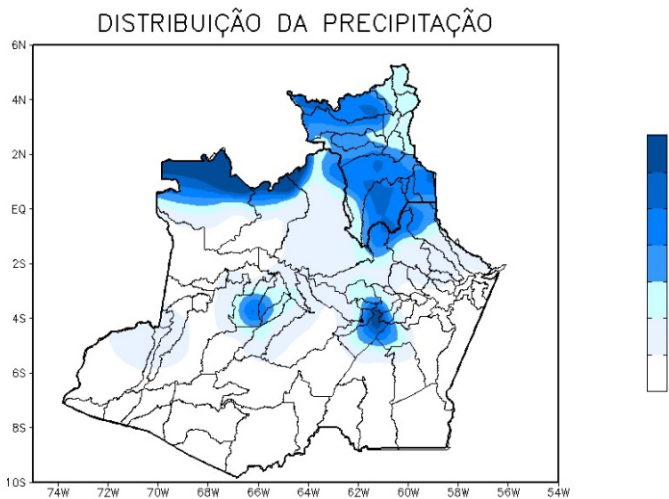 DISTRIBUIÇÃO DA PRECIPITAÇÃO
6N
4N
2N
EQ
2S
4S
6S
8S
10S
74W 72W 70W 68W 66W 64W 62W 60W 58W 56W 54W